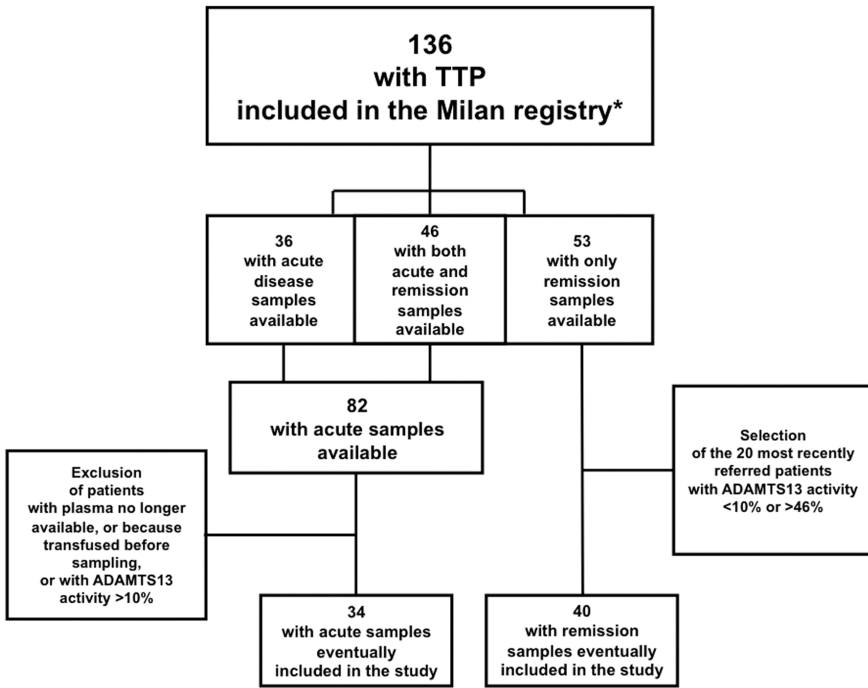 136
with TTP
included in the Milan registry*
36
with acute
disease
samples
available
46
with both
acute and
remission
samples
available
53
with only
remission
samples
available
82
with acute samples
available
Exclusion
of patients
with plasma no longer
available, or because
transfused before
sampling,
or with ADAMTS13
activity >10%
Selection
of the 20 most recently
referred patients
with ADAMTS13 activity
<10% or >46%
34
with acute samples
eventually
included in the study
40
with remission
samples eventually
included in the study